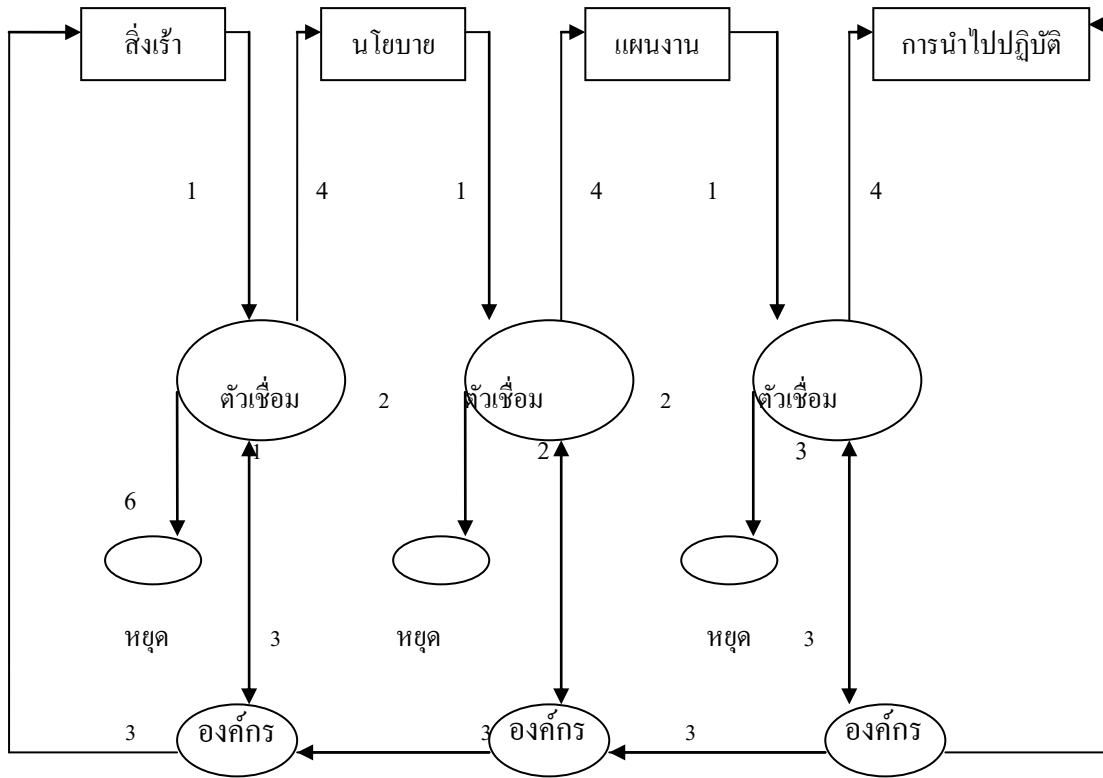 สิ่งเร้า นโยบาย แผนงาน การนำไปปฏิบัติ
1 4 1 4 1 4
ตัวเชื่อม 2 ตัวเชื่อม 2 ตัวเชื่อม
1 2 3
6
หยุด 3 หยุด หยุด 3
3 องค์กร 3 องค์กร 3 องค์กร